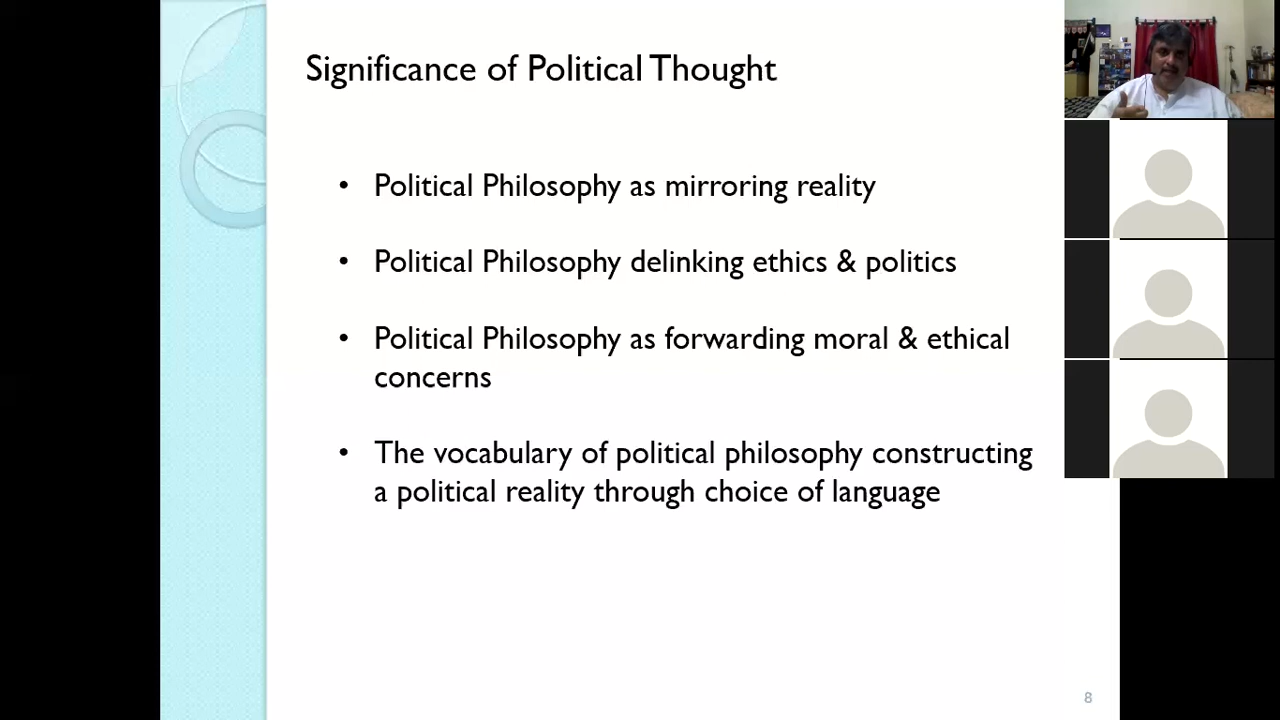 Significance of Political Thought
• Political Philosophy as mirroring reality
• Political Philosophy delinking ethics & politics
• Political Philosophy as forwarding moral & ethical
concerns
• The vocabulary of political philosophy constructing
a political reality through choice of language
8